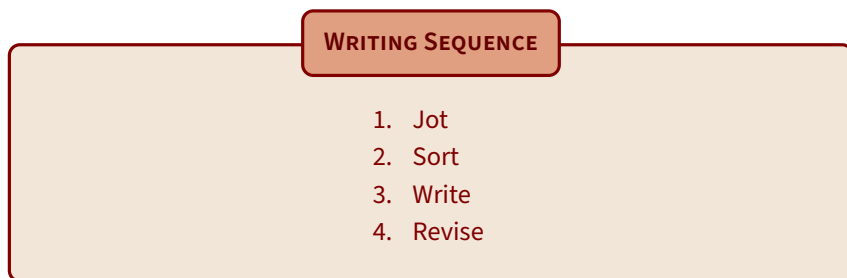 Writing Sequence
1. Jot
2. Sort
3. Write
4. Revise